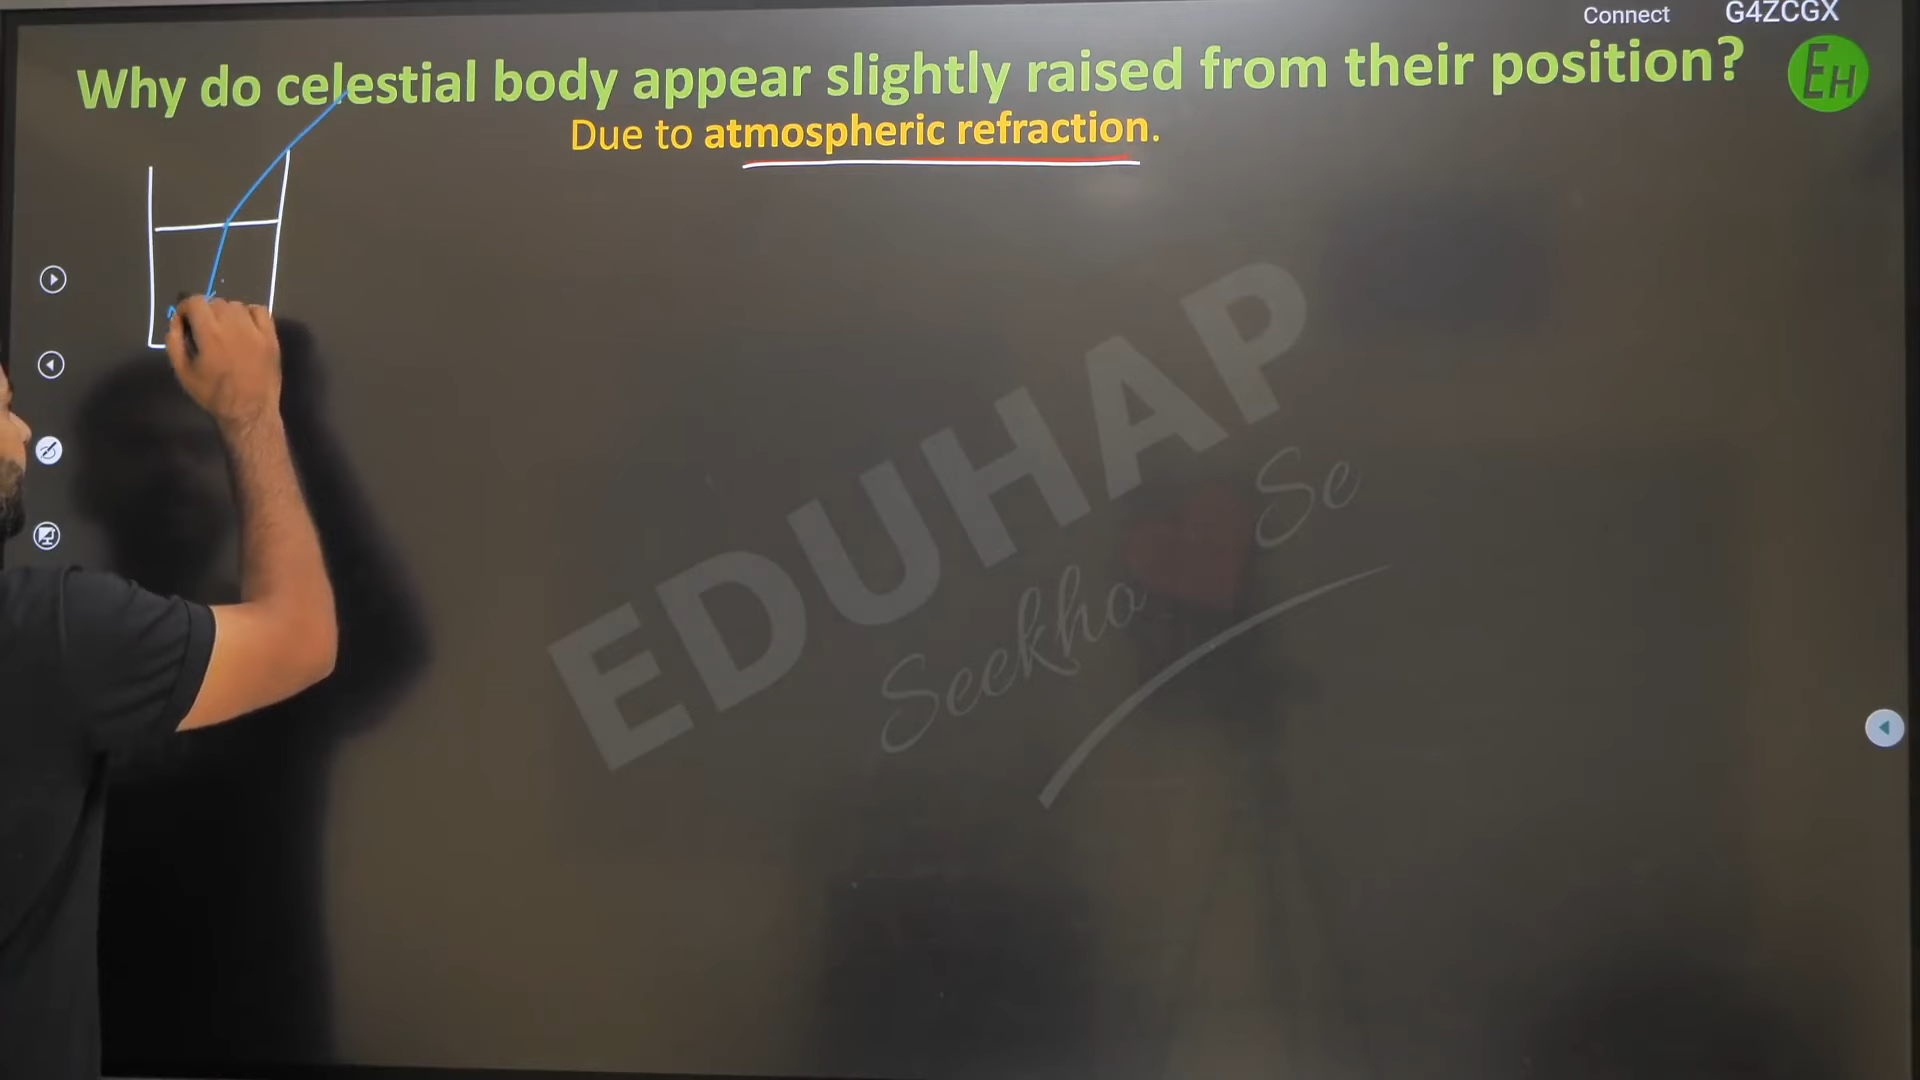 Connect G4ZCGX
Why do celestial body appear slightly raised from their position?
EH
Due to atmospheric refraction.
EDUHAP
Seekho Se